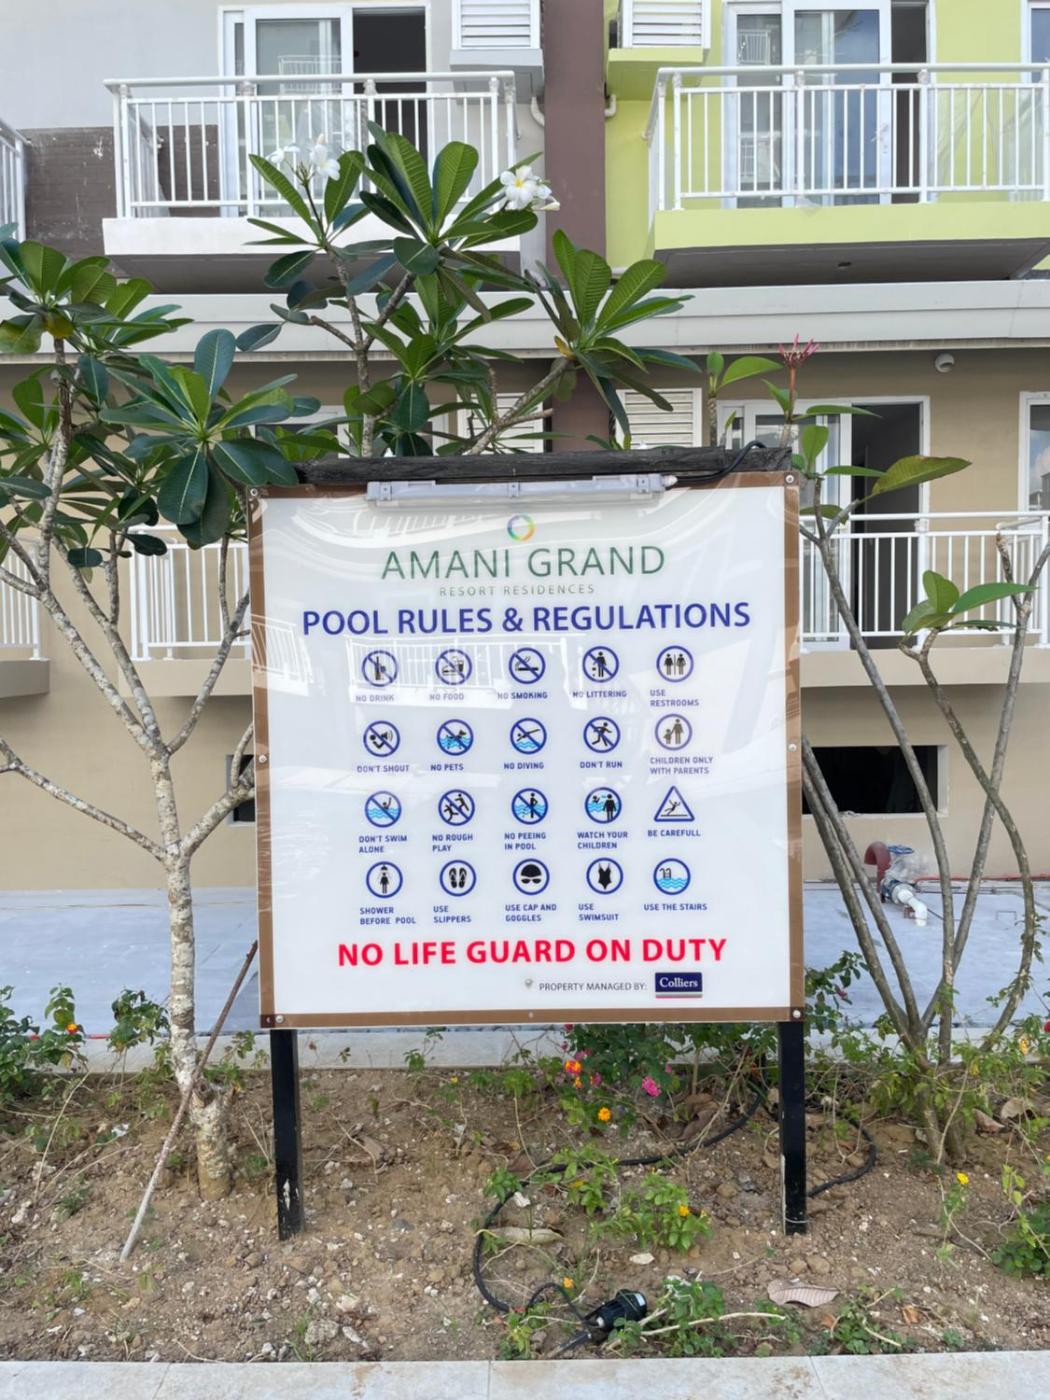 AMANI GRAND
RESORT RESIDENCES
POOL RULES & REGULATIONS
NO DRINK
NO FOOD
NO SMOKING
NO LITTERING
USE
RESTROOMS
DON'T SHOUT
NO PETS
NO DIVING
DON'T RUN
CHILDREN ONLY
WITH PARENTS
DON'T SWIM
ALONE
NO ROUGH
PLAY
NO PEEING
IN POOL
WATCH YOUR
CHILDREN
BE CAREFULL
SHOWER
BEFORE POOL
USE
SLIPPERS
USE CAP AND
GOGGLES
USE
SWIMSUIT
USE THE STAIRS
NO LIFE GUARD ON DUTY
PROPERTY MANAGED BY: Colliers